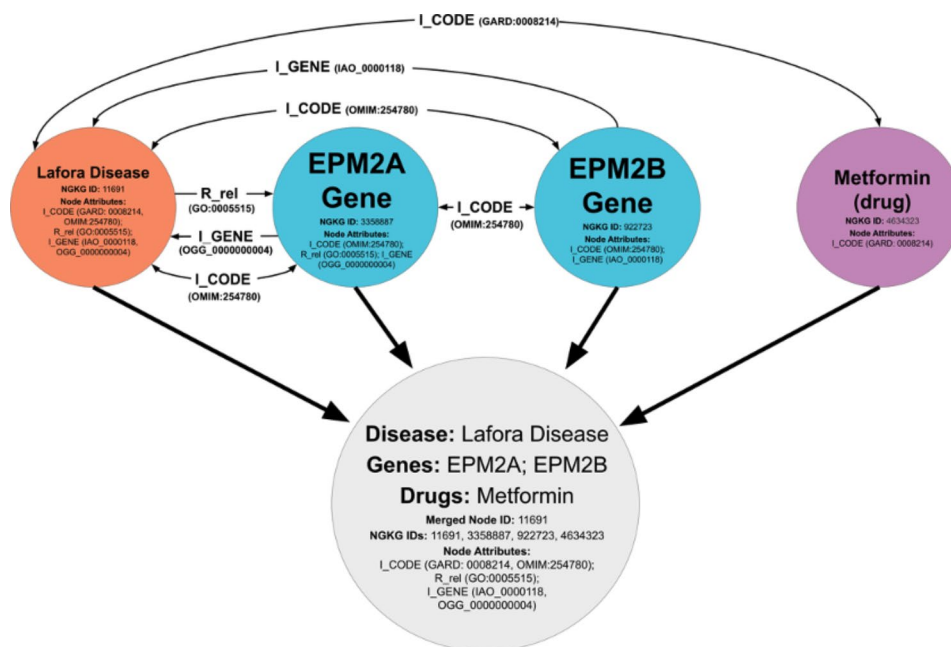 I_CODE (GARD:0008214)
I_GENE (IAO_0000118)
I_CODE (OMIM:254780)
Lafora Disease
NGKG ID: 11691
Node Attributes:
I_CODE (GARD: 0008214,
OMIM:254780);
R_rel (GO:0005515);
I_GENE (IAO_0000118,
OGG_0000000004)
R_rel
(GO:0005515)
I_GENE
(OGG_0000000004)
I_CODE
(OMIM:254780)
EPM2A
Gene
NGKG ID: 3358887
Node Attributes:
I_CODE (OMIM:254780);
R_rel (GO:0005515); I_GENE
(OGG_0000000004)
I_CODE
(OMIM:254780)
EPM2B
Gene
NGKG ID: 922723
Node Attributes:
I_CODE (OMIM:254780);
I_GENE (IAO_0000118)
Metformin
(drug)
NGKG ID: 4634323
Node Attributes:
I_CODE (GARD: 0008214)
Disease: Lafora Disease
Genes: EPM2A; EPM2B
Drugs: Metformin
Merged Node ID: 11691
NGKG IDs: 11691, 3358887, 922723, 4634323
Node Attributes:
I_CODE (GARD: 0008214, OMIM:254780);
R_rel (GO:0005515);
I_GENE (IAO_0000118,
OGG_0000000004)